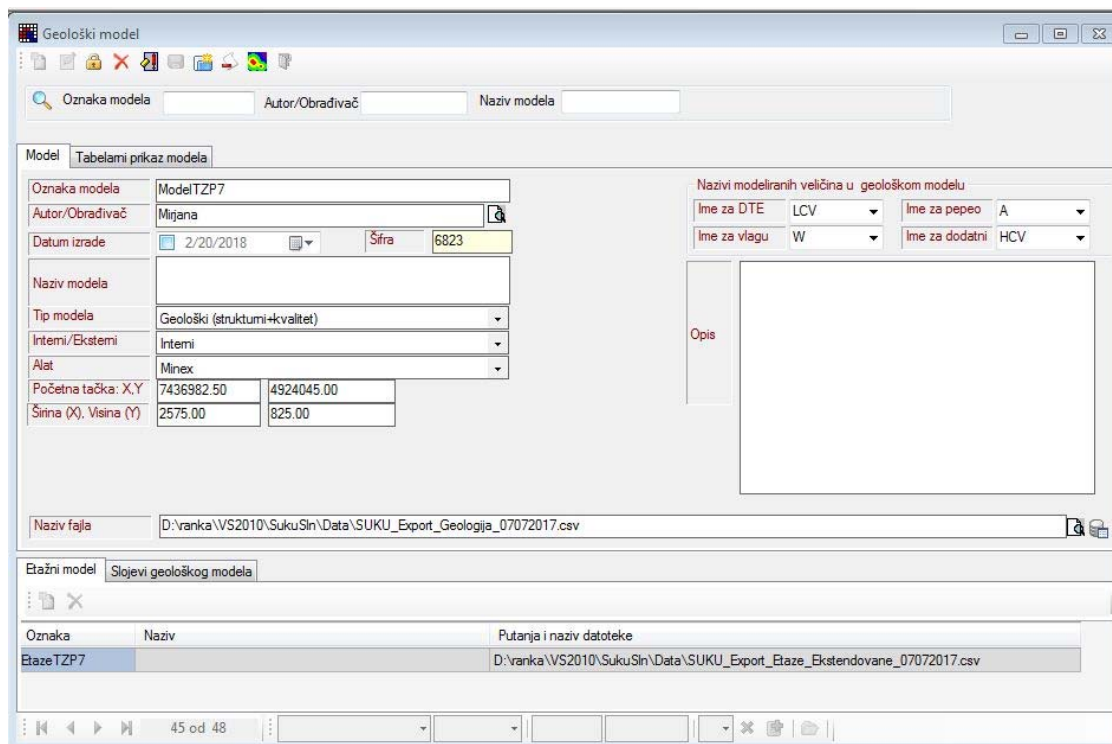 Geološki model
Oznaka modela Autor/Obrađivač Naziv modela
Model Tabelarni prikaz modela
Oznaka modela ModelTZP7
Autor/Obrađivač Mirjana
Datum izrade 2/20/2018 Šifra 6823
Naziv modela
Tip modela Geološki (strukturni+kvalitet)
Interni/Eksterni Interni
Alat Minex
Početna tačka: X,Y 7436982.50 4924045.00
Širina (X), Visina (Y) 2575.00 825.00
Nazivi modeliranih veličina u geološkom modelu
Ime za DTE LCV Ime za pepeo A
Ime za vlagu W Ime za dodatni HCV
Opis
Naziv fajla D:\ranka\VS2010\SukuSln\Data\SUKU_Export_Geologija_07072017.csv
Etažni model Slojevi geološkog modela
Oznaka Naziv Putanja i naziv datoteke
EtazeTZP7 D:\ranka\VS2010\SukuSln\Data\SUKU_Export_Etaze_Ekstendovane_07072017.csv
45 od 48